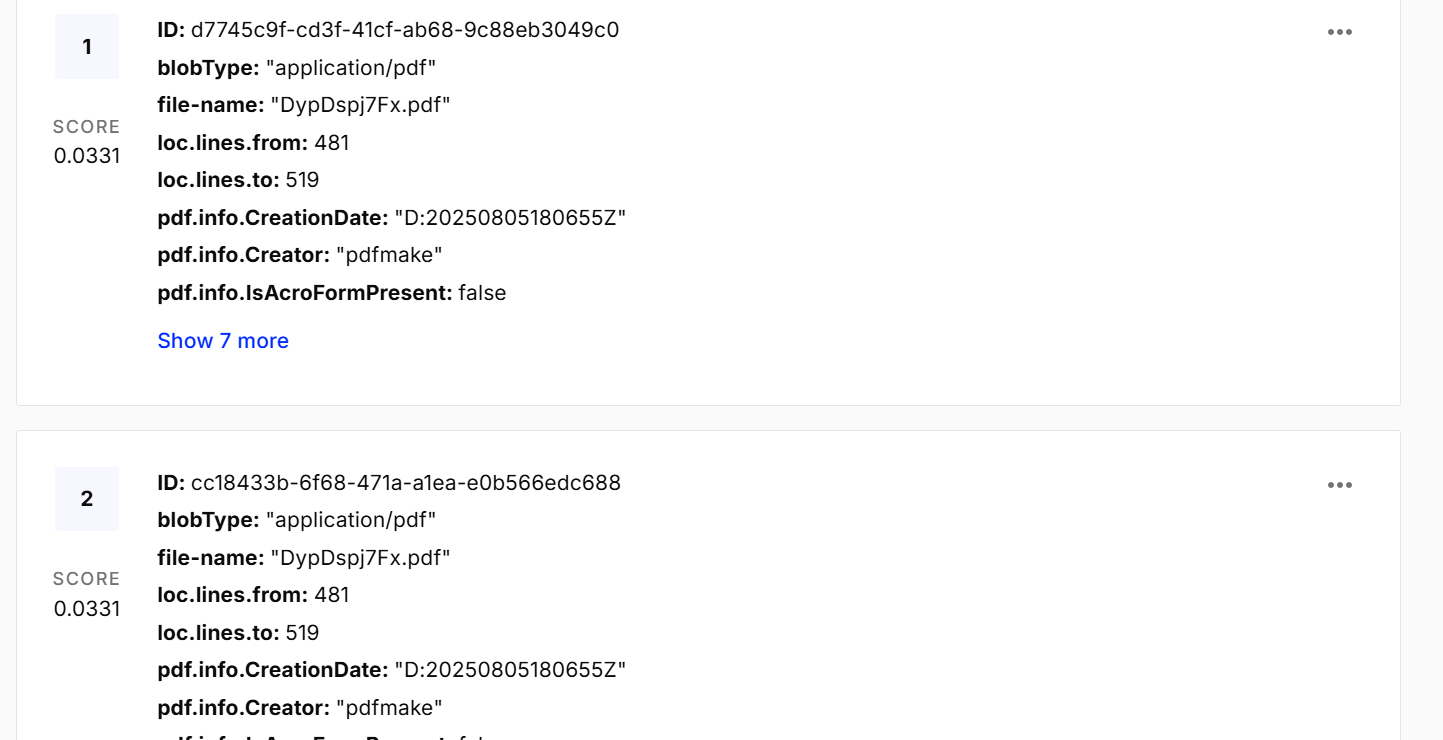 1
ID: d7745c9f-cd3f-41cf-ab68-9c88eb3049c0
blobType: "application/pdf"
file-name: "DypDspj7Fx.pdf"
SCORE
loc.lines.from: 481
0.0331
loc.lines.to: 519
pdf.info.CreationDate: "D:20250805180655Z"
pdf.info.Creator: "pdfmake"
pdf.info.IsAcroFormPresent: false
Show 7 more
2
ID: cc18433b-6f68-471a-a1ea-e0b566edc688
blobType: "application/pdf"
file-name: "DypDspj7Fx.pdf"
SCORE
loc.lines.from: 481
0.0331
loc.lines.to: 519
pdf.info.CreationDate: "D:20250805180655Z"
pdf.info.Creator: "pdfmake"